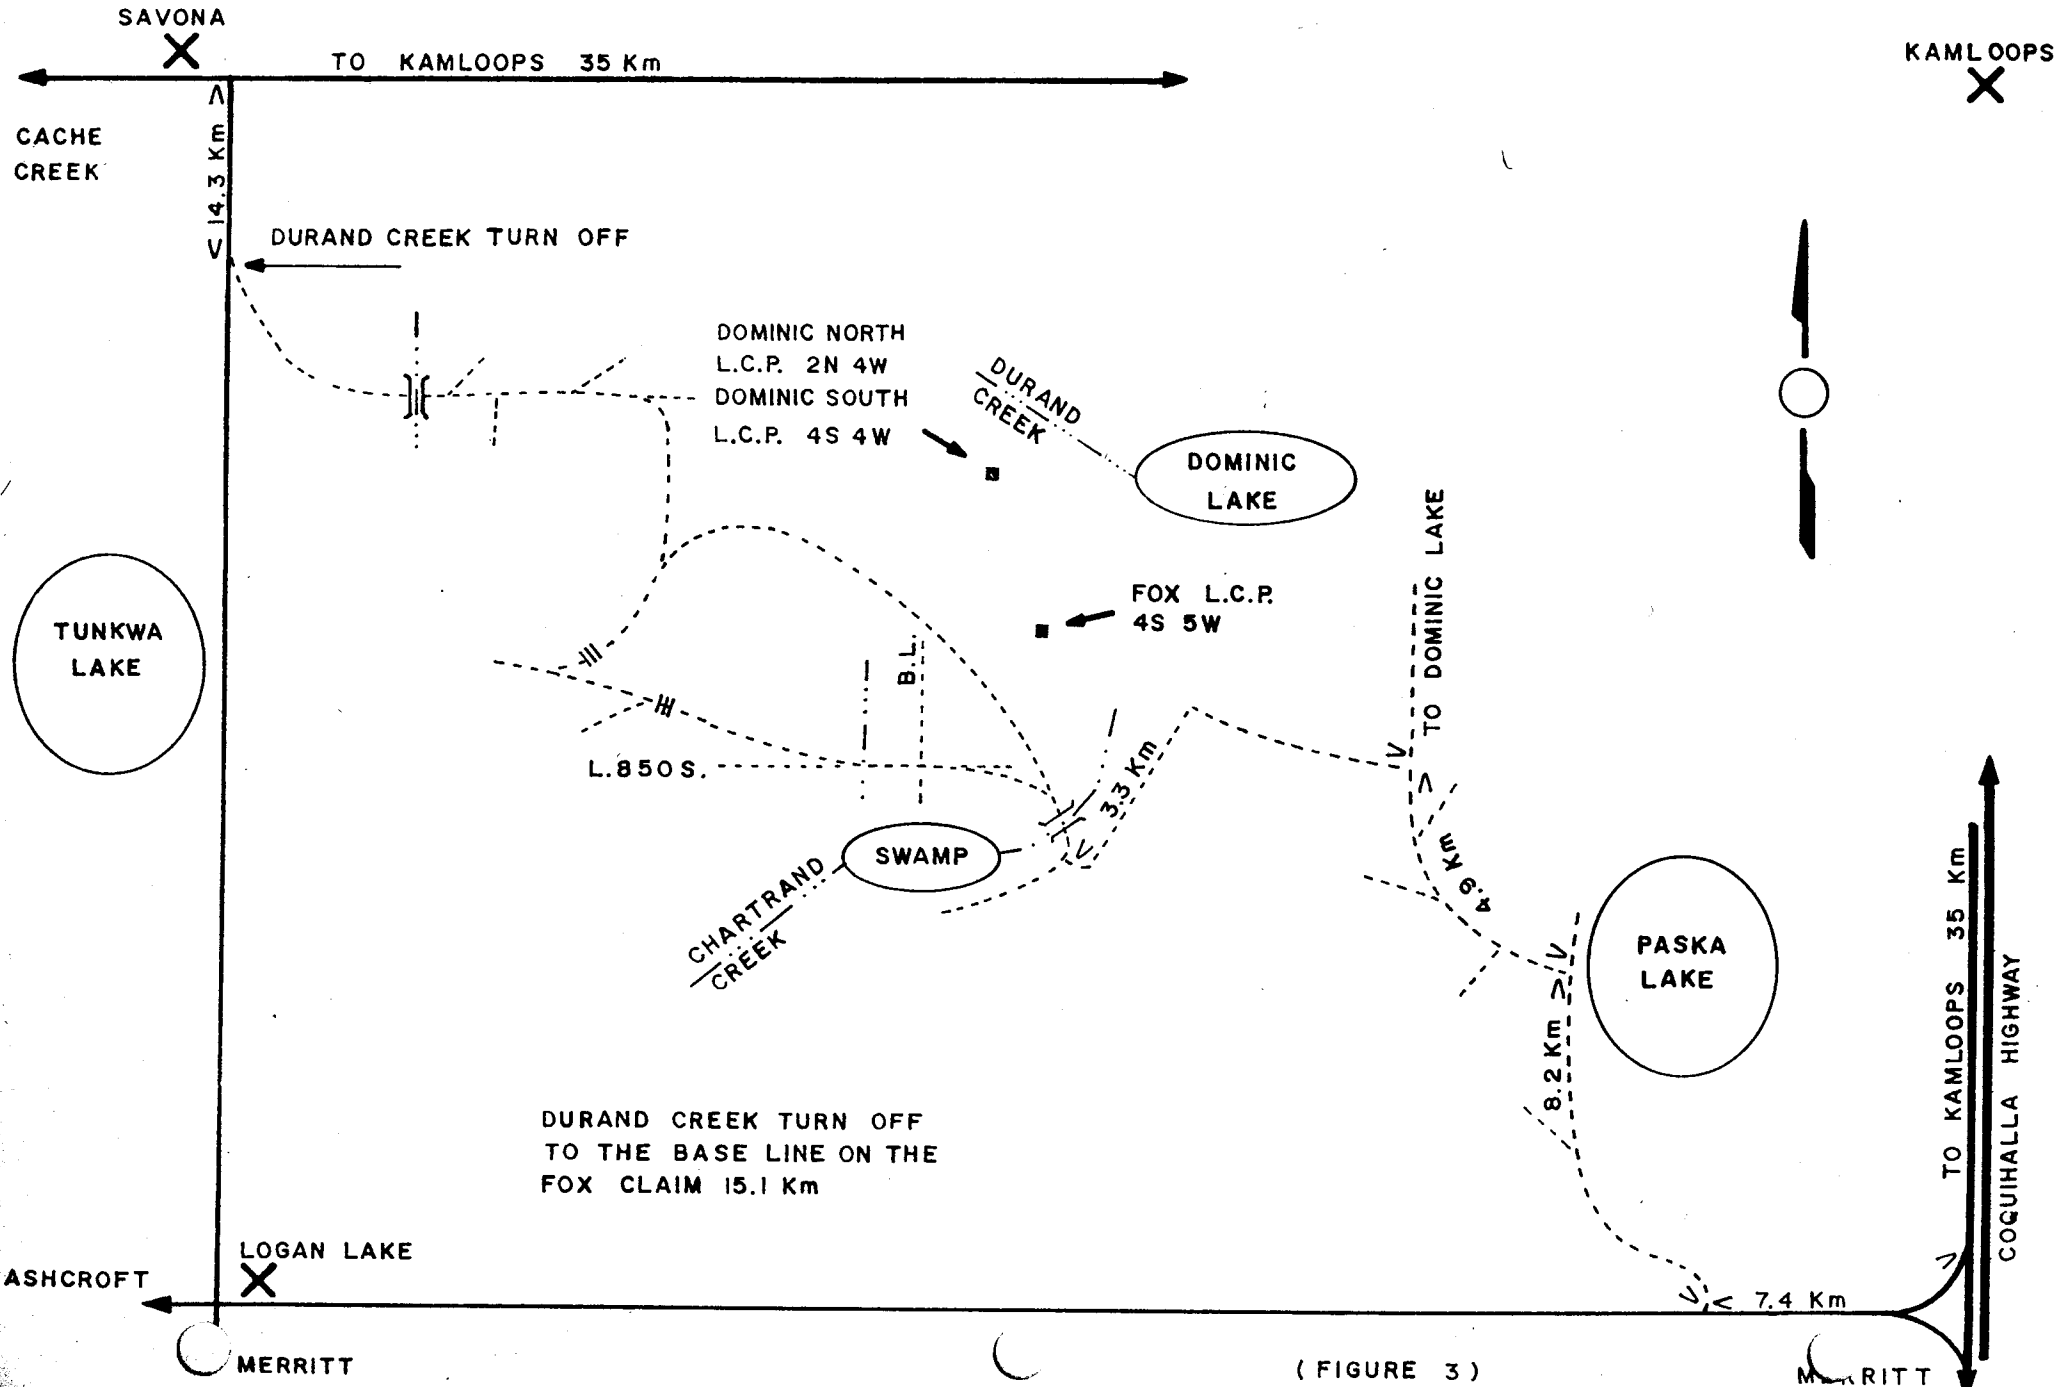 SAVONA
TO KAMLOOPS 35 Km
KAMLOOPS
CACHE
CREEK
< 14.3 Km >
DURAND CREEK TURN OFF
DOMINIC NORTH
L.C.P. 2N 4W
DOMINIC SOUTH
L.C.P. 4S 4W
DURAND
CREEK
DOMINIC
LAKE
TO DOMINIC LAKE
FOX L.C.P.
4S 5W
TUNKWA
LAKE
B.L.
L.850S.
3.3 Km
SWAMP
CHARTRAND
CREEK
4.9 Km
PASKA
LAKE
8.2 Km
TO KAMLOOPS 35 Km
COQUIHALLA HIGHWAY
DURAND CREEK TURN OFF
TO THE BASE LINE ON THE
FOX CLAIM 15.1 Km
LOGAN LAKE
ASHCROFT
< 7.4 Km
MERRITT
(FIGURE 3)
MERRITT